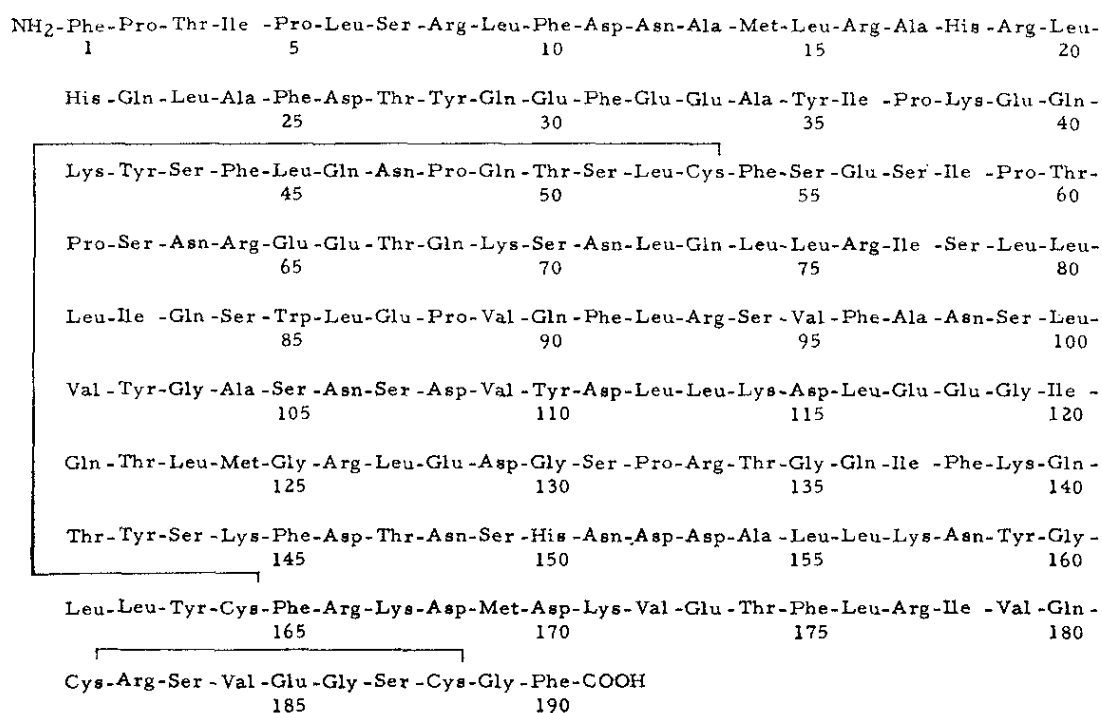 NH2-Phe-Pro-Thr-Ile -Pro-Leu-Ser-Arg-Leu-Phe-Asp-Asn-Ala-Met-Leu-Arg-Ala-His-Arg-Leu-
1 5 10 15 20
His-Gln-Leu-Ala-Phe-Asp-Thr-Tyr-Gln-Glu-Phe-Glu-Glu-Ala-Tyr-Ile -Pro-Lys-Glu-Gln-
25 30 35 40
Lys-Tyr-Ser-Phe-Leu-Gln-Asn-Pro-Gln-Thr-Ser-Leu-Cys-Phe-Ser-Glu-Ser-Ile -Pro-Thr-
45 50 55 60
Pro-Ser-Asn-Arg-Glu-Glu-Thr-Gln-Lys-Ser-Asn-Leu-Gln-Leu-Leu-Arg-Ile -Ser-Leu-Leu-
65 70 75 80
Leu-Ile -Gln-Ser-Trp-Leu-Glu-Pro-Val-Gln-Phe-Leu-Arg-Ser-Val-Phe-Ala-Asn-Ser-Leu-
85 90 95 100
Val-Tyr-Gly-Ala-Ser-Asn-Ser-Asp-Val-Tyr-Asp-Leu-Leu-Lys-Asp-Leu-Glu-Glu-Gly-Ile -
105 110 115 120
Gln-Thr-Leu-Met-Gly-Arg-Leu-Glu-Asp-Gly-Ser-Pro-Arg-Thr-Gly-Gln-Ile -Phe-Lys-Gln-
125 130 135 140
Thr-Tyr-Ser-Lys-Phe-Asp-Thr-Asn-Ser-His-Asn-Asp-Asp-Ala-Leu-Leu-Lys-Asn-Tyr-Gly-
145 150 155 160
Leu-Leu-Tyr-Cys-Phe-Arg-Lys-Asp-Met-Asp-Lys-Val-Glu-Thr-Phe-Leu-Arg-Ile -Val-Gln-
165 170 175 180
Cys-Arg-Ser-Val-Glu-Gly-Ser-Cys-Gly-Phe-COOH
185 190